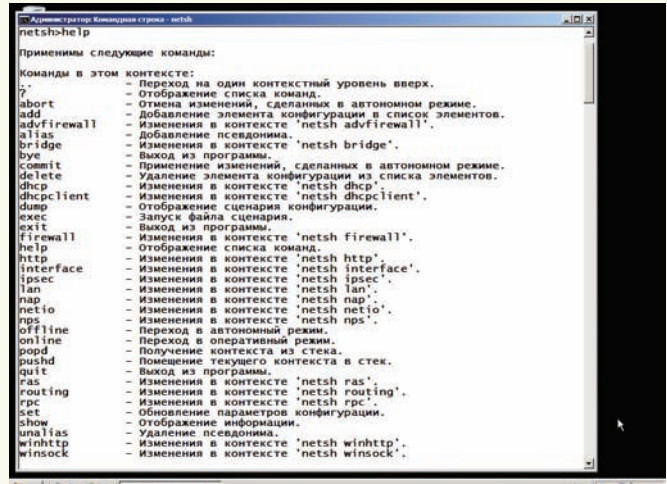 Администратор: Командная строка - netsh
netsh>help
Применимы следующие команды:
Команды в этом контексте:
.. - Переход на один контекстный уровень вверх.
? - Отображение списка команд.
abort - Отмена изменений, сделанных в автономном режиме.
add - Добавление элемента конфигурации в список элементов.
advfirewall - Изменения в контексте 'netsh advfirewall'.
alias - Добавление псевдонима.
bridge - Изменения в контексте 'netsh bridge'.
bye - Выход из программы.
commit - Применение изменений, сделанных в автономном режиме.
delete - Удаление элемента конфигурации из списка элементов.
dhcp - Изменения в контексте 'netsh dhcp'.
dhcpclient - Изменения в контексте 'netsh dhcpclient'.
dump - Отображение сценария конфигурации.
exec - Запуск файла сценария.
exit - Выход из программы.
firewall - Изменения в контексте 'netsh firewall'.
help - Отображение списка команд.
http - Изменения в контексте 'netsh http'.
interface - Изменения в контексте 'netsh interface'.
ipsec - Изменения в контексте 'netsh ipsec'.
lan - Изменения в контексте 'netsh lan'.
nap - Изменения в контексте 'netsh nap'.
netio - Изменения в контексте 'netsh netio'.
nps - Изменения в контексте 'netsh nps'.
offline - Переход в автономный режим.
online - Переход в оперативный режим.
popd - Получение контекста из стека.
pushd - Помещение текущего контекста в стек.
quit - Выход из программы.
ras - Изменения в контексте 'netsh ras'.
routing - Изменения в контексте 'netsh routing'.
rpc - Изменения в контексте 'netsh rpc'.
set - Обновление параметров конфигурации.
show - Отображение информации.
unalias - Удаление псевдонима.
winhttp - Изменения в контексте 'netsh winhttp'.
winsock - Изменения в контексте 'netsh winsock'.